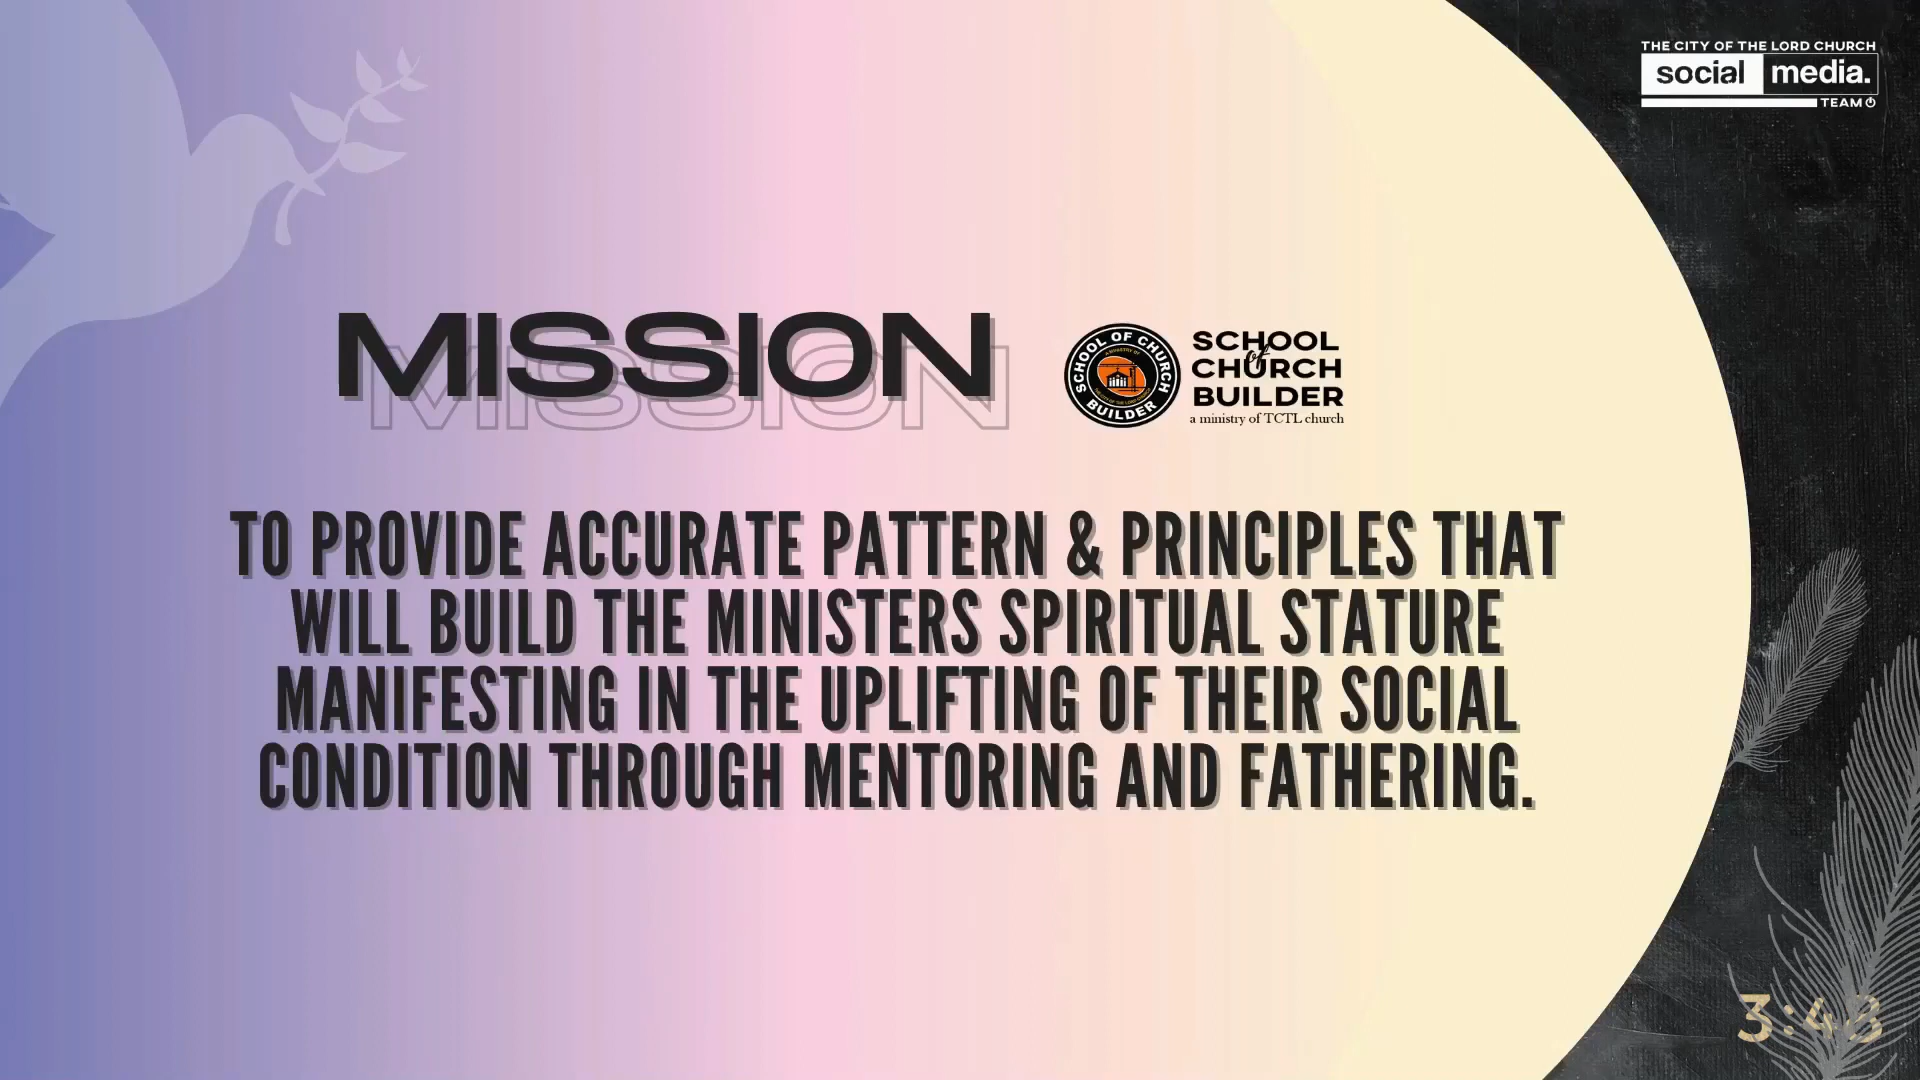 THE CITY OF THE LORD CHURCH
social media.
TEAM
MISSION
MISSION
SCHOOL OF CHURCH
BUILDER
SCHOOL
of
CHURCH
BUILDER
a ministry of TCTL church
TO PROVIDE ACCURATE PATTERN & PRINCIPLES THAT
WILL BUILD THE MINISTERS SPIRITUAL STATURE
MANIFESTING IN THE UPLIFTING OF THEIR SOCIAL
CONDITION THROUGH MENTORING AND FATHERING.